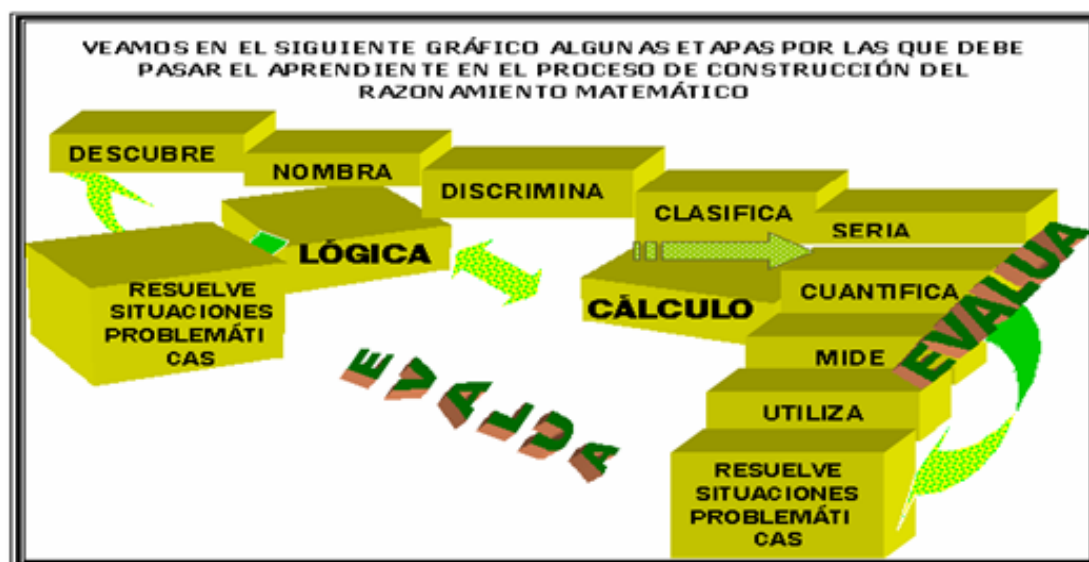 VEAMOS EN EL SIGUIENTE GRÁFICO ALGUNAS ETAPAS POR LAS QUE DEBE
PASAR EL APRENDIENTE EN EL PROCESO DE CONSTRUCCIÓN DEL
RAZONAMIENTO MATEMÁTICO
DESCUBRE
NOMBRA
DISCRIMINA
CLASIFICA
SERIA
LÓGICA
RESUELVE
SITUACIONES
PROBLEMÁTI
CAS
CÁLCULO
CUANTIFICA
EVALUA
MIDE
EVALUA
UTILIZA
RESUELVE
SITUACIONES
PROBLEMÁTI
CAS